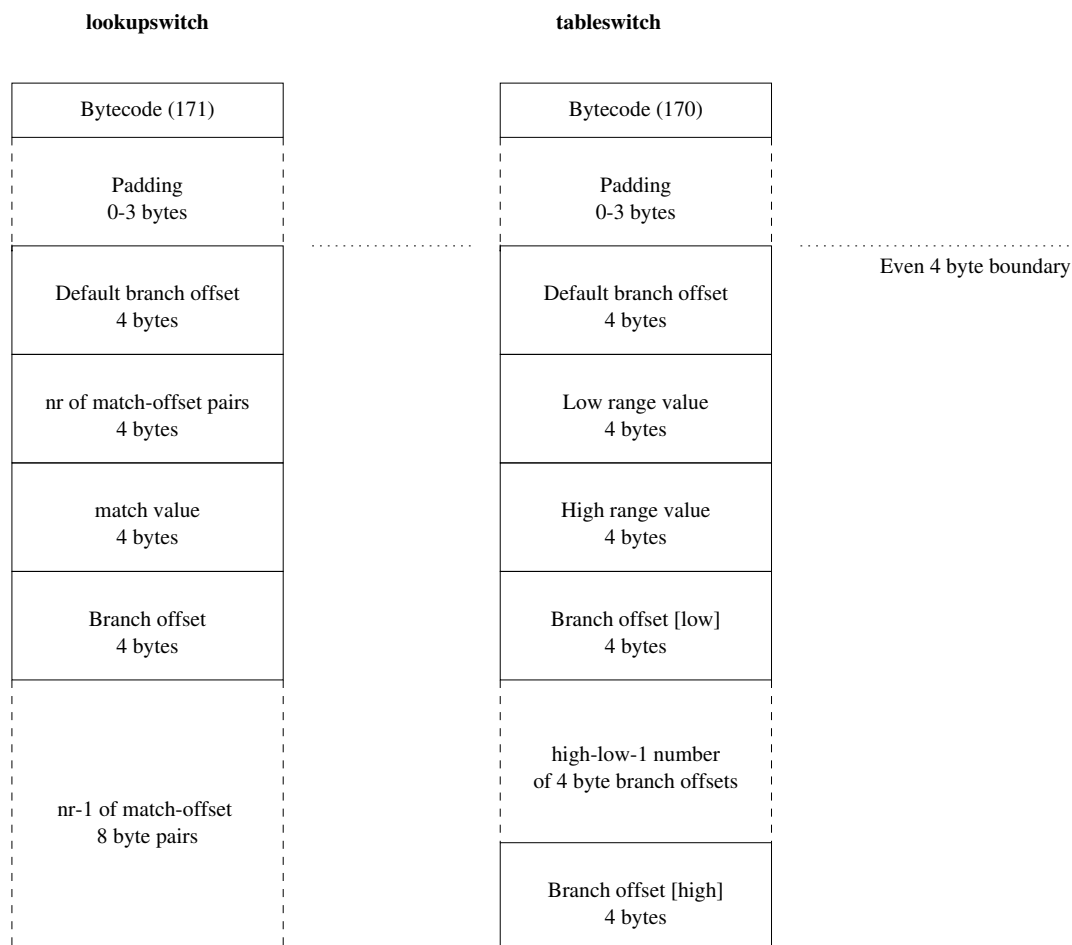 lookupswitch
Bytecode (171)
Padding
0-3 bytes
Default branch offset
4 bytes
nr of match-offset pairs
4 bytes
match value
4 bytes
Branch offset
4 bytes
nr-1 of match-offset
8 byte pairs
tableswitch
Bytecode (170)
Padding
0-3 bytes
Default branch offset
4 bytes
Low range value
4 bytes
High range value
4 bytes
Branch offset [low]
4 bytes
high-low-1 number
of 4 byte branch offsets
Branch offset [high]
4 bytes
Even 4 byte boundary